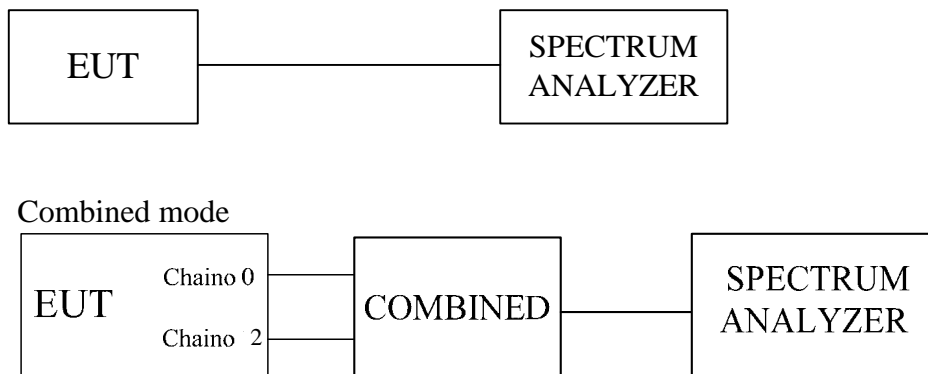 EUT
SPECTRUM
ANALYZER
Combined mode
EUT
Chaino 0
Chaino 2
COMBINED
SPECTRUM
ANALYZER